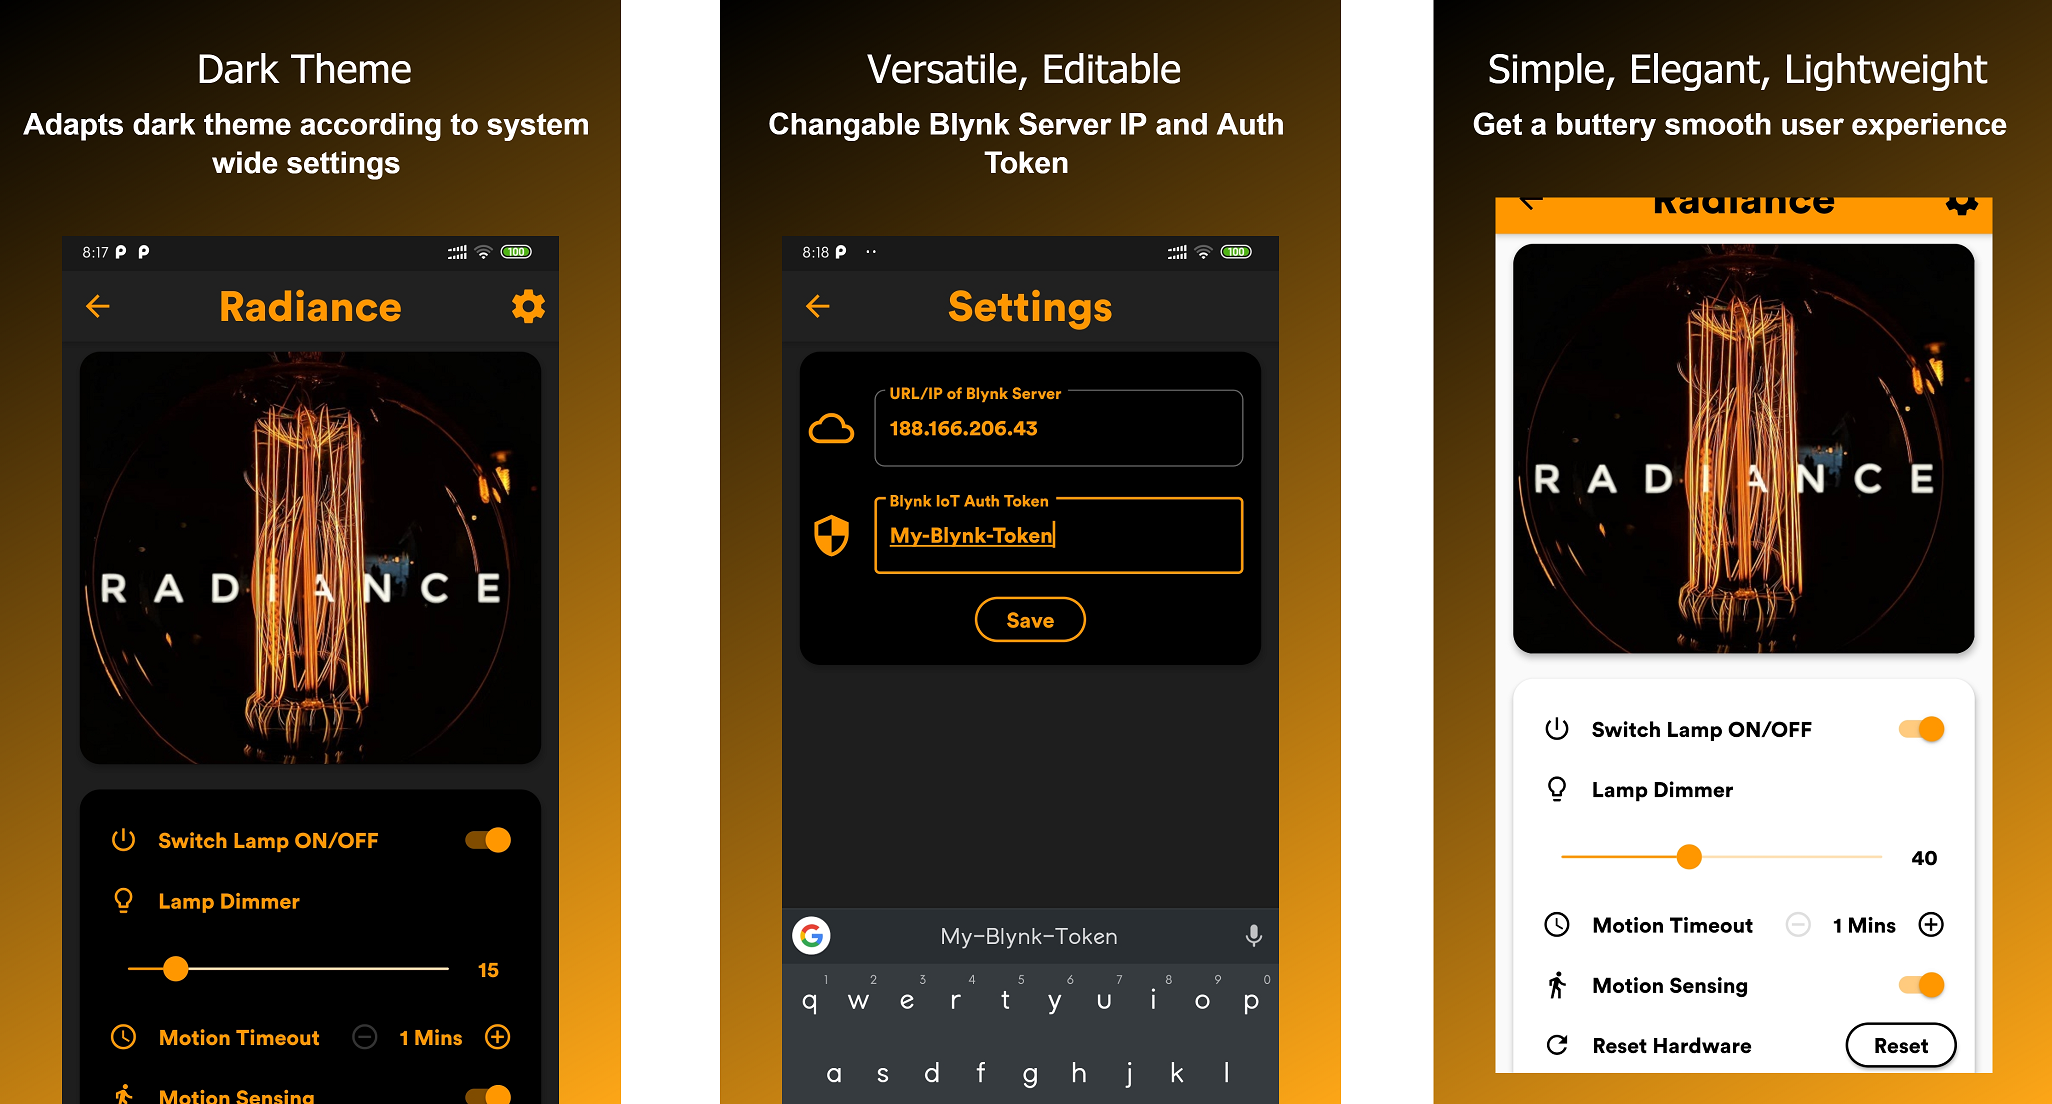 Dark Theme
Adapts dark theme according to system
wide settings
8:17
100
Radiance
RADIANCE
Switch Lamp ON/OFF
Lamp Dimmer
15
Motion Timeout
1 Mins
Motion Sensing
Versatile, Editable
Changable Blynk Server IP and Auth
Token
8:18
100
Settings
URL/IP of Blynk Server
188.166.206.43
Blynk IoT Auth Token
My-Blynk-Token
Save
G
My-Blynk-Token
1 2 3 4 5 6 7 8 9 0
q w e r t y u i o p
a s d f g h j k l
Simple, Elegant, Lightweight
Get a buttery smooth user experience
Radiance
RADIANCE
Switch Lamp ON/OFF
Lamp Dimmer
40
Motion Timeout
1 Mins
Motion Sensing
Reset Hardware
Reset